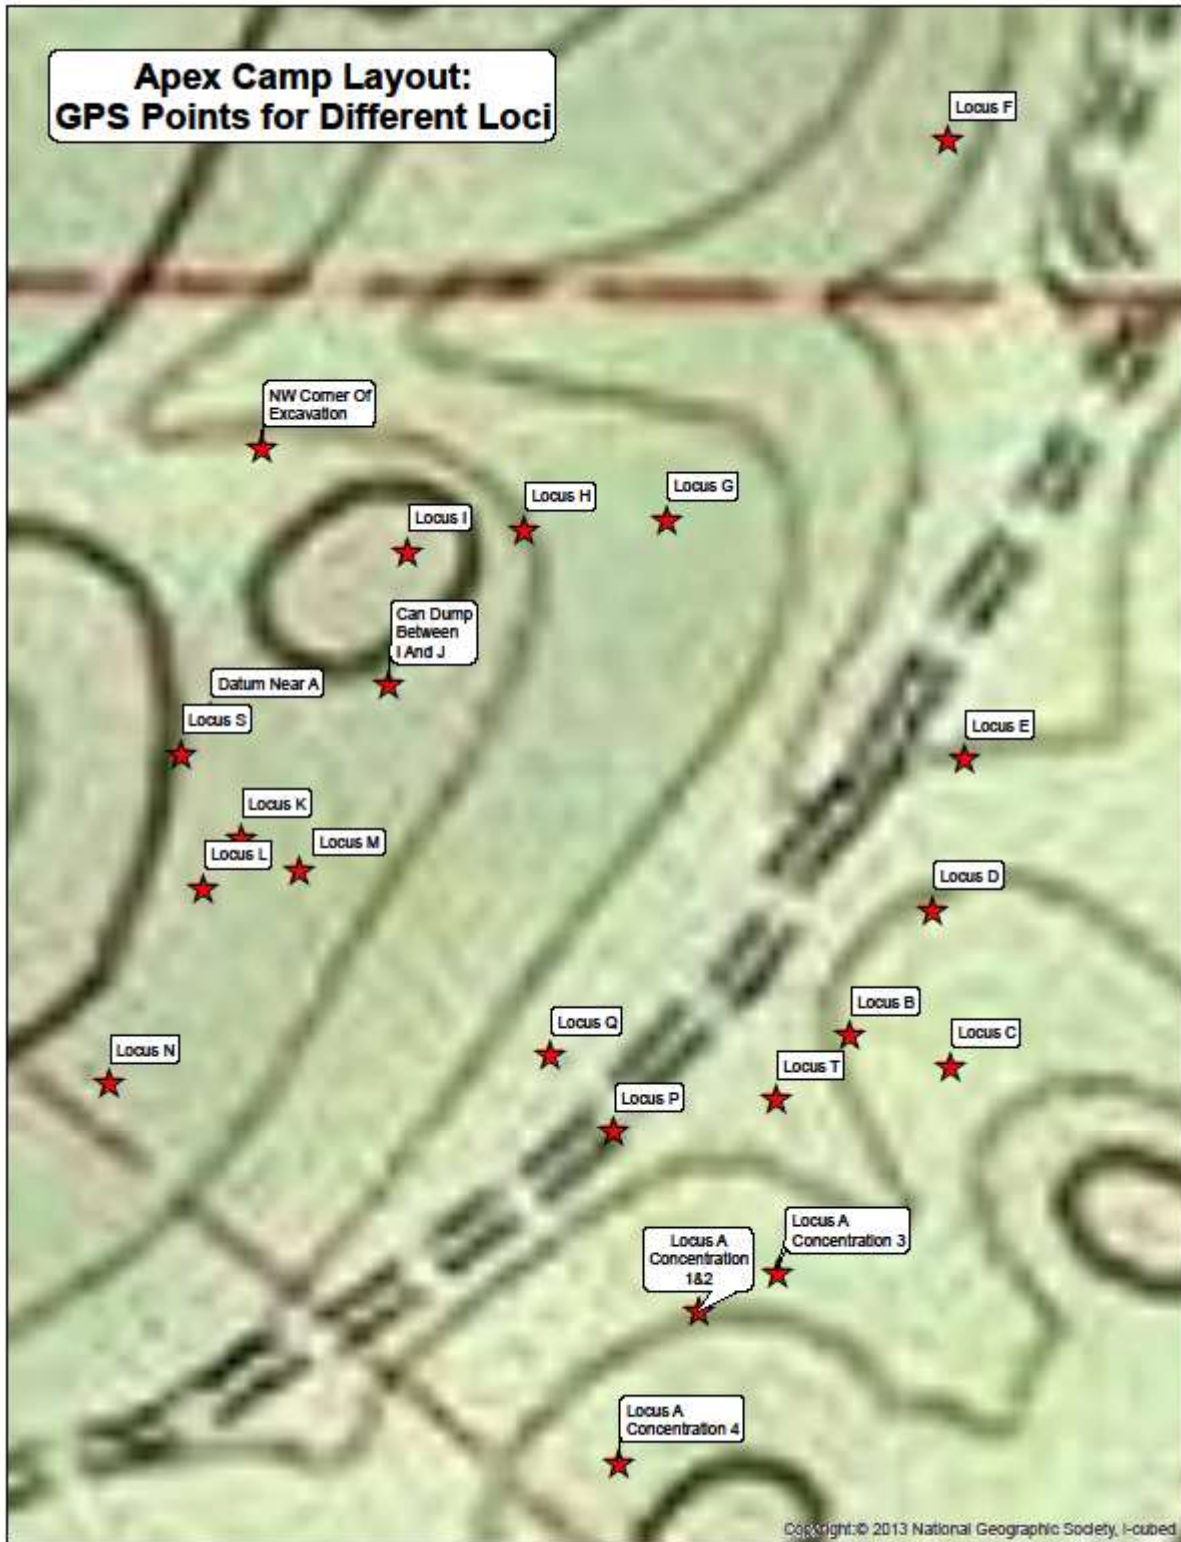 Apex Camp Layout:
GPS Points for Different Loci
Locus F
NW Corner Of
Excavation
Locus G
Locus H
Locus I
Can Dump
Between
I And J
Datum Near A
Locus S
Locus E
Locus K
Locus M
Locus L
Locus D
Locus B
Locus Q
Locus C
Locus N
Locus T
Locus P
Locus A
Concentration 3
Locus A
Concentration
1&2
Locus A
Concentration 4
Copyright:© 2013 National Geographic Society, i-cubed